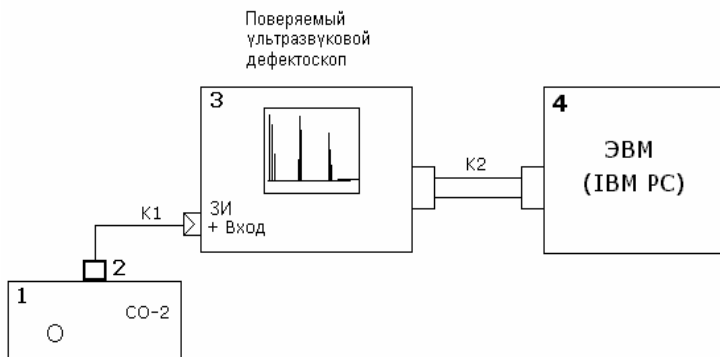 Поверяемый
ультразвуковой
дефектоскоп
3
4
ЭВМ
(IBM PC)
К2
ЗИ
+ Вход
К1
2
1
СО-2